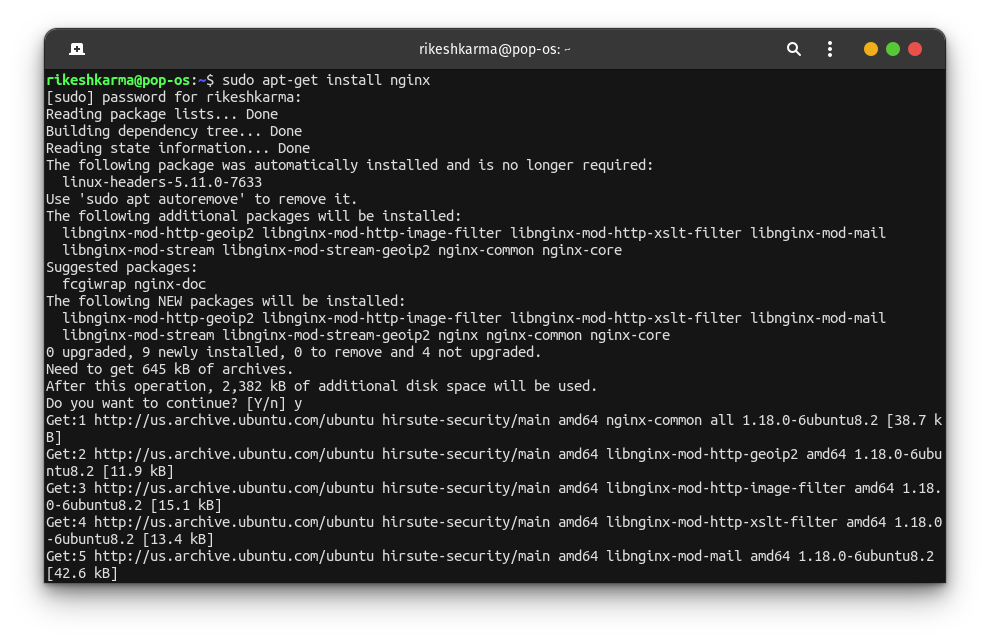 rikeshkarma@pop-os: ~
rikeshkarma@pop-os:~$ sudo apt-get install nginx
[sudo] password for rikeshkarma:
Reading package lists... Done
Building dependency tree... Done
Reading state information... Done
The following package was automatically installed and is no longer required:
  linux-headers-5.11.0-7633
Use 'sudo apt autoremove' to remove it.
The following additional packages will be installed:
  libnginx-mod-http-geoip2 libnginx-mod-http-image-filter libnginx-mod-http-xslt-filter libnginx-mod-mail
  libnginx-mod-stream libnginx-mod-stream-geoip2 nginx-common nginx-core
Suggested packages:
  fcgiwrap nginx-doc
The following NEW packages will be installed:
  libnginx-mod-http-geoip2 libnginx-mod-http-image-filter libnginx-mod-http-xslt-filter libnginx-mod-mail
  libnginx-mod-stream libnginx-mod-stream-geoip2 nginx nginx-common nginx-core
0 upgraded, 9 newly installed, 0 to remove and 4 not upgraded.
Need to get 645 kB of archives.
After this operation, 2,382 kB of additional disk space will be used.
Do you want to continue? [Y/n] y
Get:1 http://us.archive.ubuntu.com/ubuntu hirsute-security/main amd64 nginx-common all 1.18.0-6ubuntu8.2 [38.7 k
B]
Get:2 http://us.archive.ubuntu.com/ubuntu hirsute-security/main amd64 libnginx-mod-http-geoip2 amd64 1.18.0-6ubu
ntu8.2 [11.9 kB]
Get:3 http://us.archive.ubuntu.com/ubuntu hirsute-security/main amd64 libnginx-mod-http-image-filter amd64 1.18.
0-6ubuntu8.2 [15.1 kB]
Get:4 http://us.archive.ubuntu.com/ubuntu hirsute-security/main amd64 libnginx-mod-http-xslt-filter amd64 1.18.0
-6ubuntu8.2 [13.4 kB]
Get:5 http://us.archive.ubuntu.com/ubuntu hirsute-security/main amd64 libnginx-mod-mail amd64 1.18.0-6ubuntu8.2
[42.6 kB]